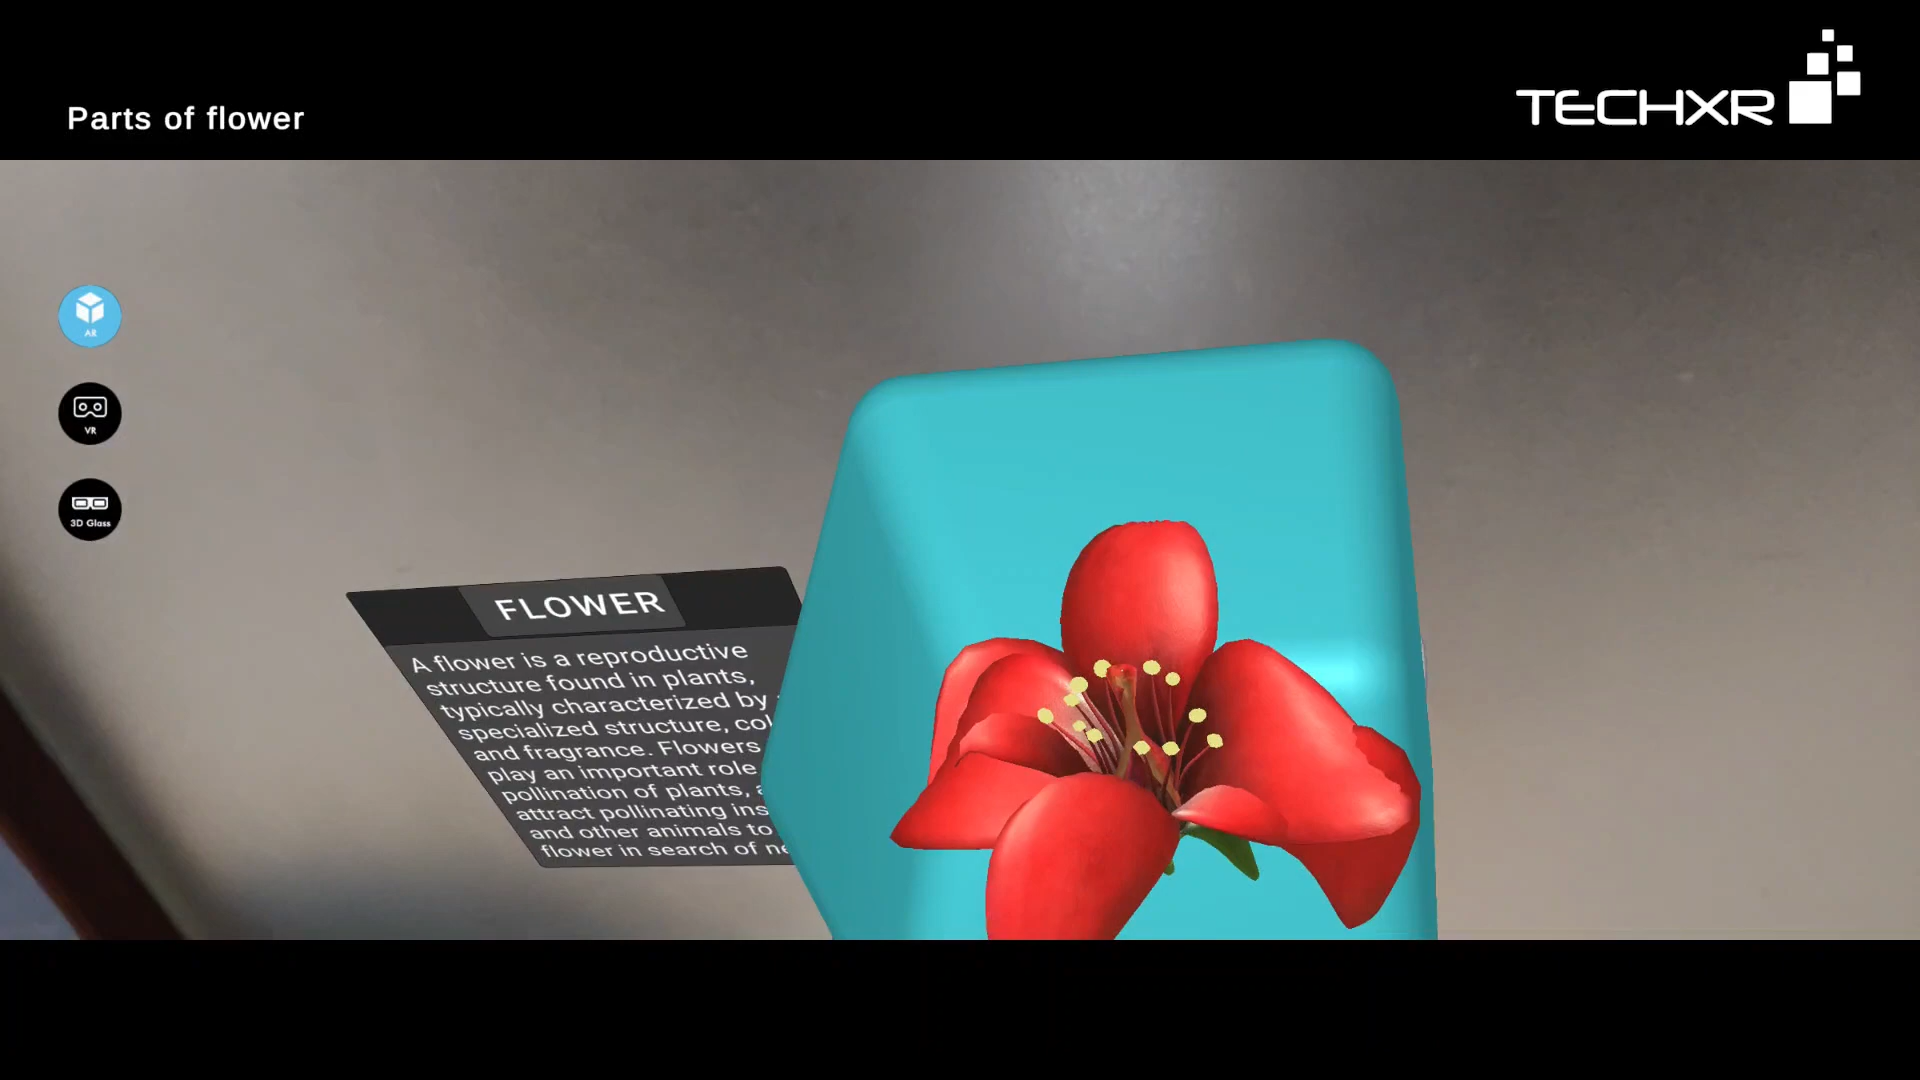 Parts of flower
TECHXR
AR
VR
3D Glass
FLOWER
A flower is a reproductive
structure found in plants,
typically characterized by
specialized structure,
and fragrance. Flowers
play an important role
pollination of plants,
attract pollinating
and other animals to
flower in search of